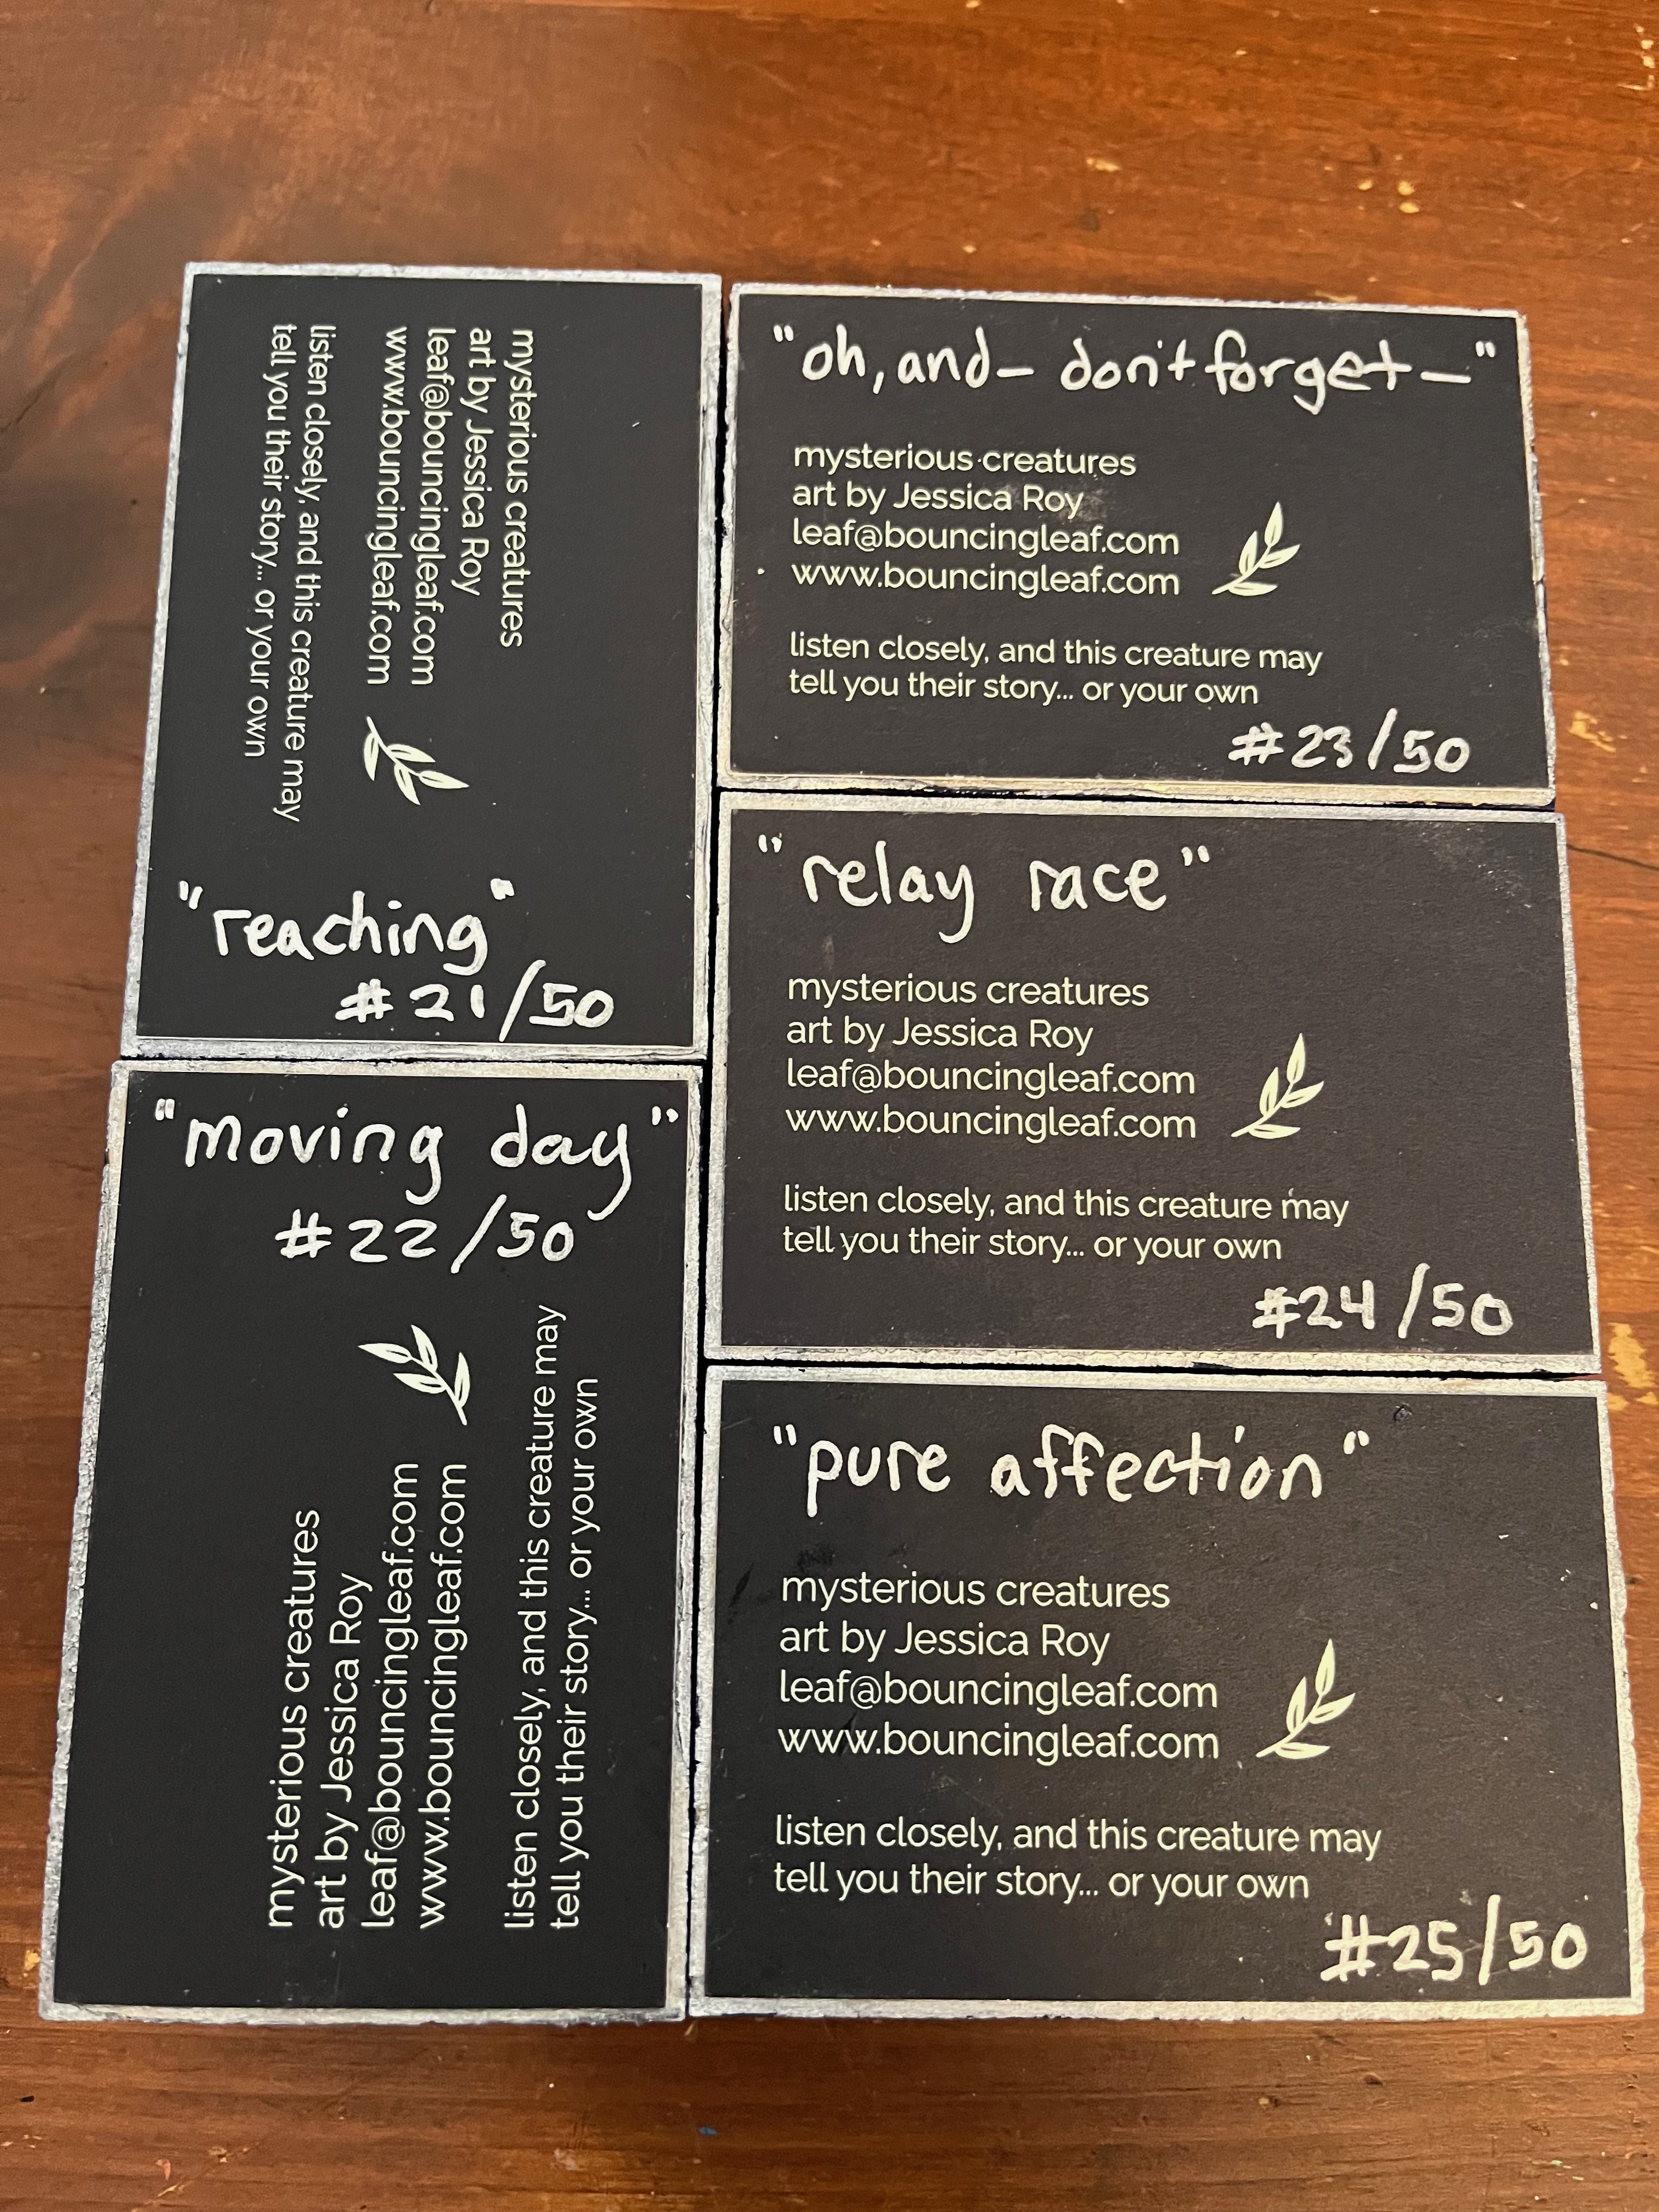 mysterious creatures
art by Jessica Roy
leaf@bouncingleaf.com
www.bouncingleaf.com
listen closely, and this creature may
tell you their story... or your own
"reaching"
#21/50
"moving day"
#22/50
mysterious creatures
art by Jessica Roy
leaf@bouncingleaf.com
www.bouncingleaf.com
listen closely, and this creature may
tell you their story... or your own
"oh, and— don't forget—"
mysterious creatures
art by Jessica Roy
leaf@bouncingleaf.com
www.bouncingleaf.com
listen closely, and this creature may
tell you their story... or your own
#23/50
"relay race"
mysterious creatures
art by Jessica Roy
leaf@bouncingleaf.com
www.bouncingleaf.com
listen closely, and this creature may
tell you their story... or your own
#24/50
"pure affection"
mysterious creatures
art by Jessica Roy
leaf@bouncingleaf.com
www.bouncingleaf.com
listen closely, and this creature may
tell you their story... or your own
#25/50